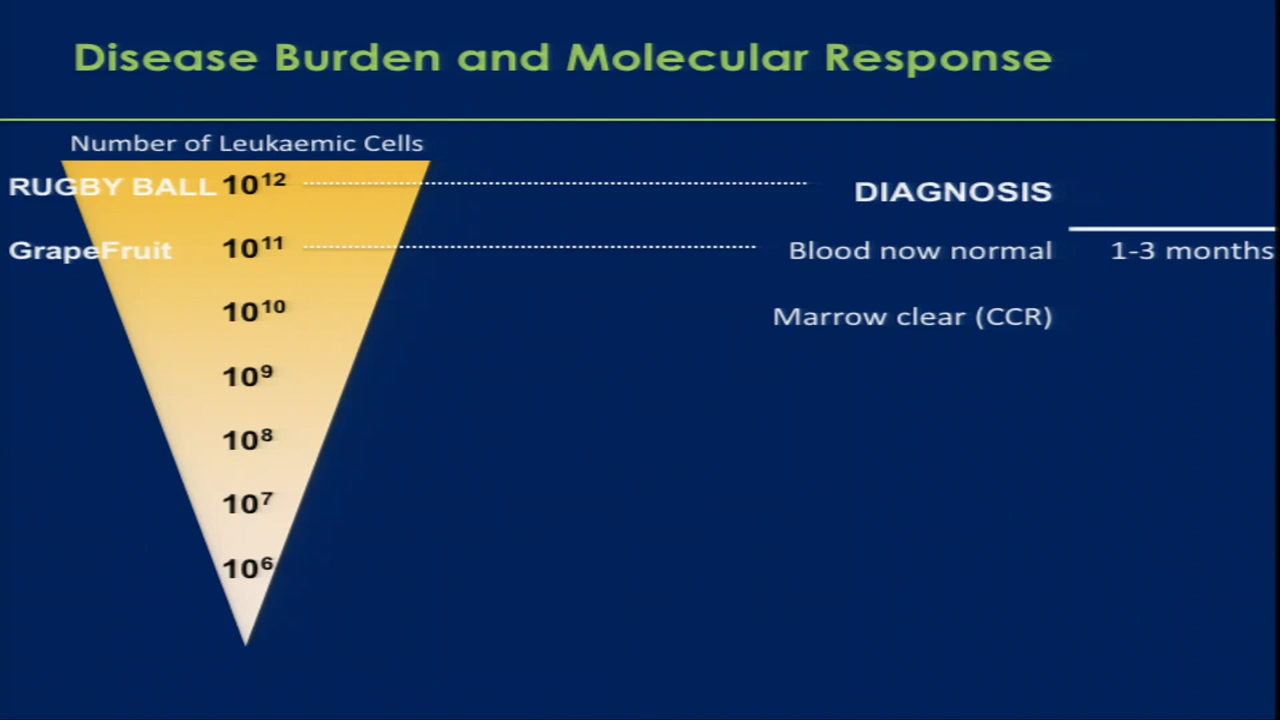 Disease Burden and Molecular Response
Number of Leukaemic Cells
RUGBY BALL 10¹² DIAGNOSIS
GrapeFruit 10¹¹ Blood now normal 1-3 months
10¹⁰ Marrow clear (CCR)
10⁹
10⁸
10⁷
10⁶